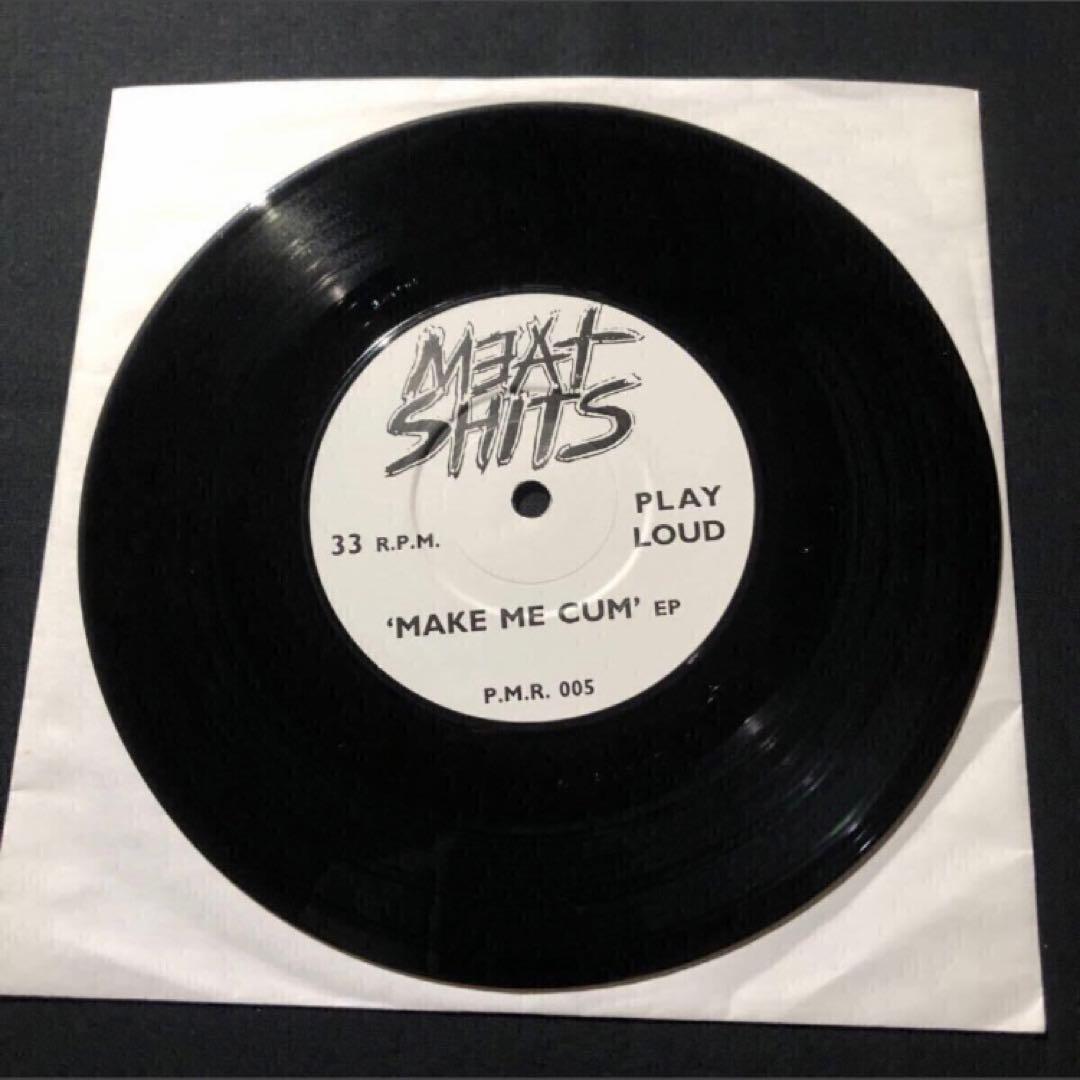 MEAT
SHITS
PLAY
LOUD
33 R.P.M.
‘MAKE ME CUM’ EP
P.M.R. 005